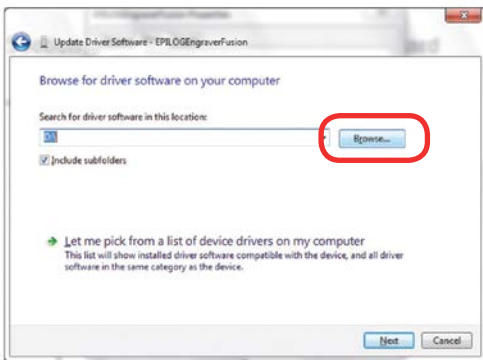 Update Driver Software - EPILOGEngraverFusion
Browse for driver software on your computer
Search for driver software in this location:
D:\
Browse...
Include subfolders
Let me pick from a list of device drivers on my computer
This list will show installed driver software compatible with the device, and all driver
software in the same category as the device.
Next
Cancel